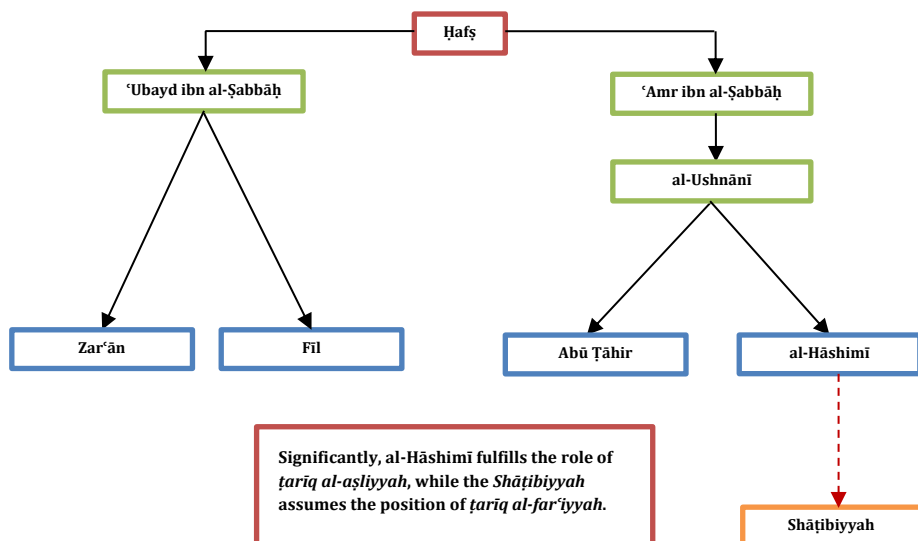 Ḥafṣ
ʿUbayd ibn al-Ṣabbāḥ
ʿAmr ibn al-Ṣabbāḥ
al-Ushnānī
Zarʿān
Fīl
Abū Ṭāhir
al-Hāshimī
Significantly, al-Hāshimī fulfills the role of
ṭarīq al-aṣliyyah, while the Shāṭibiyyah
assumes the position of ṭarīq al-farʿiyyah.
Shāṭibiyyah